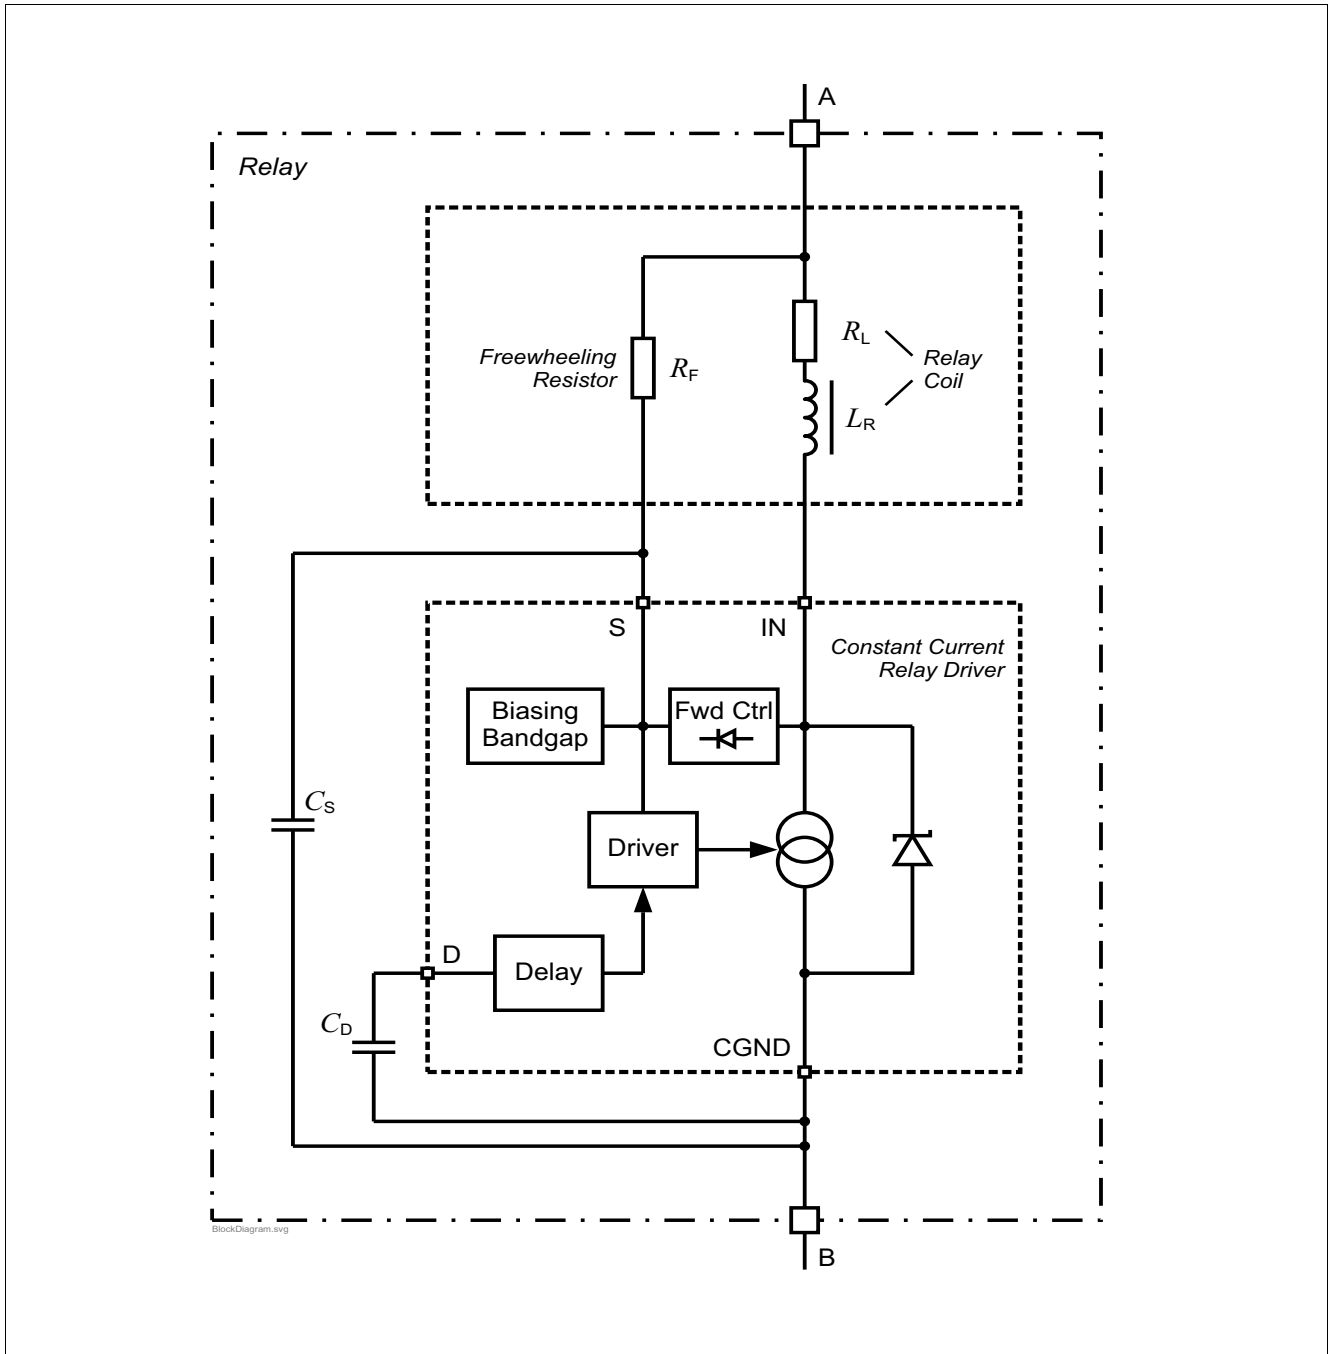 A
Relay
Freewheeling
Resistor
RF
RL
Relay
Coil
LR
S
IN
Constant Current
Relay Driver
Biasing
Bandgap
Fwd Ctrl
CS
Driver
D
Delay
CD
CGND
BlockDiagram.svg
B